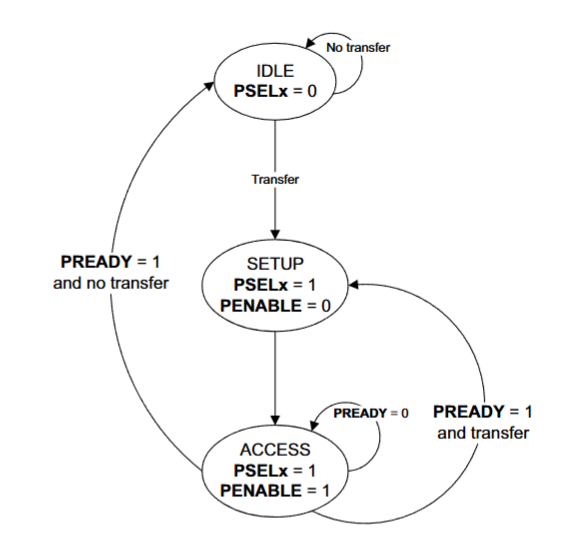 No transfer
IDLE
PSELx = 0
Transfer
SETUP
PSELx = 1
PENABLE = 0
PREADY = 1
and no transfer
PREADY = 0
PREADY = 1
and transfer
ACCESS
PSELx = 1
PENABLE = 1